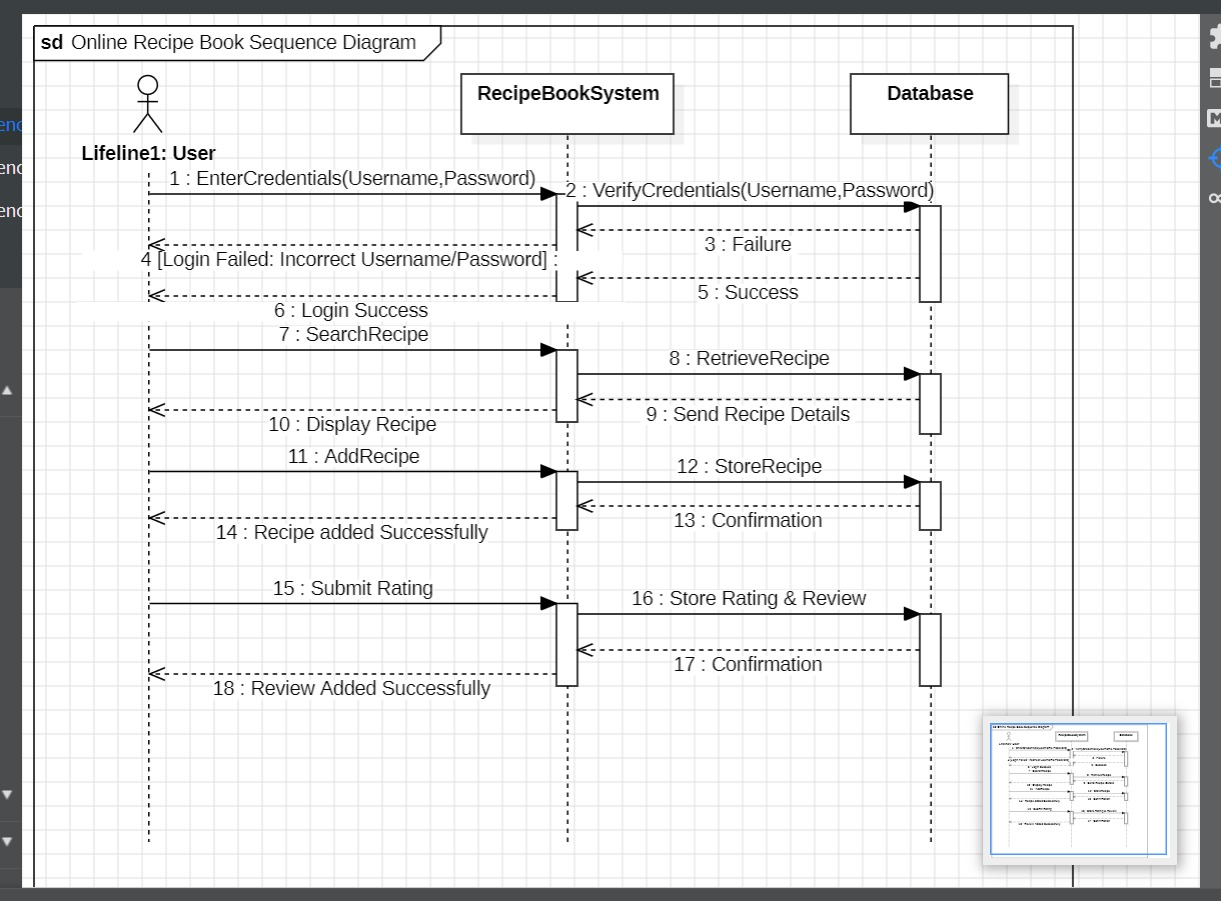 sd Online Recipe Book Sequence Diagram
RecipeBookSystem
Database
Lifeline1: User
1 : EnterCredentials(Username,Password)
2 : VerifyCredentials(Username,Password)
3 : Failure
4 [Login Failed: Incorrect Username/Password] :
5 : Success
6 : Login Success
7 : SearchRecipe
8 : RetrieveRecipe
9 : Send Recipe Details
10 : Display Recipe
11 : AddRecipe
12 : StoreRecipe
13 : Confirmation
14 : Recipe added Successfully
15 : Submit Rating
16 : Store Rating & Review
17 : Confirmation
18 : Review Added Successfully